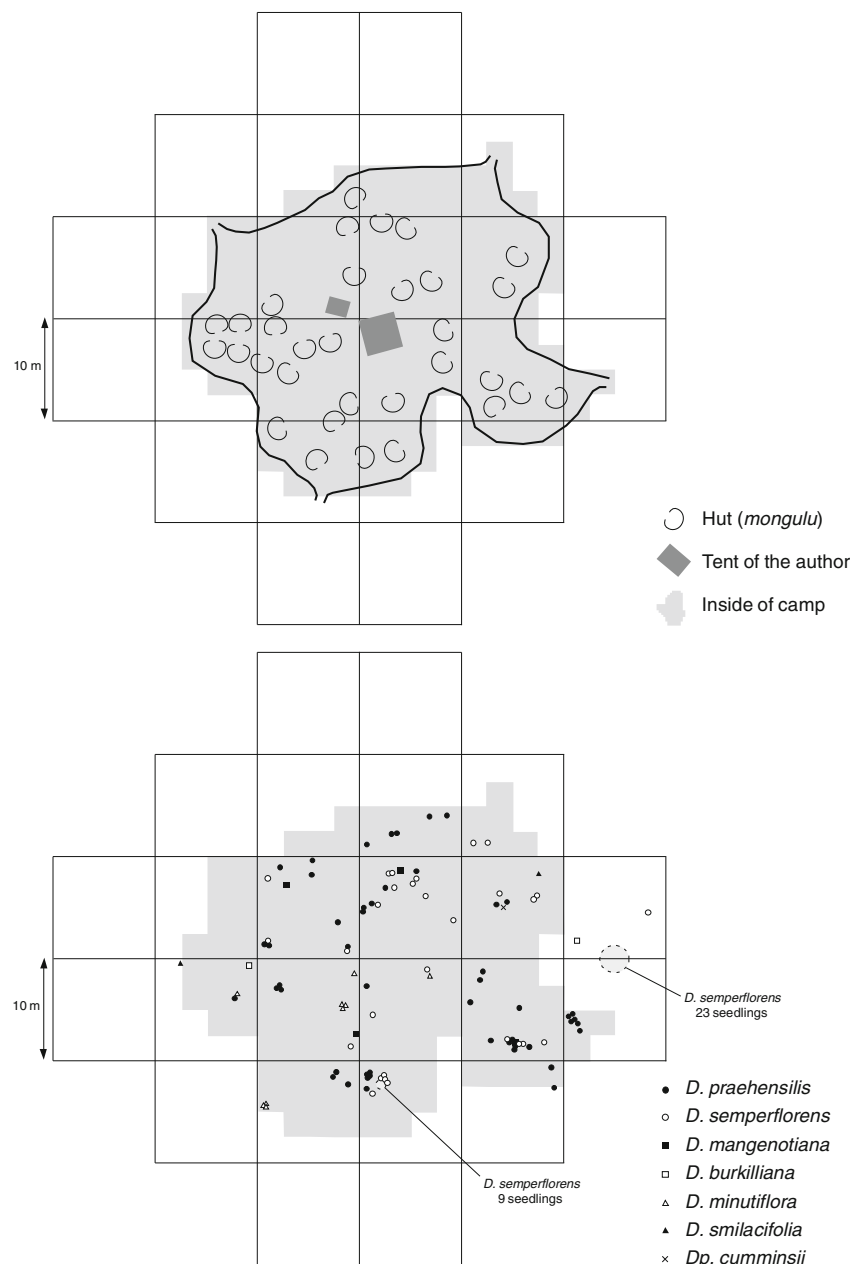 10 m
Hut (mongulu)
Tent of the author
Inside of camp
10 m
D. semperflorens
23 seedlings
D. semperflorens
9 seedlings
D. praehensilis
D. semperflorens
D. mangenotiana
D. burkilliana
D. minutiflora
D. smilacifolia
Dp. cumminsii